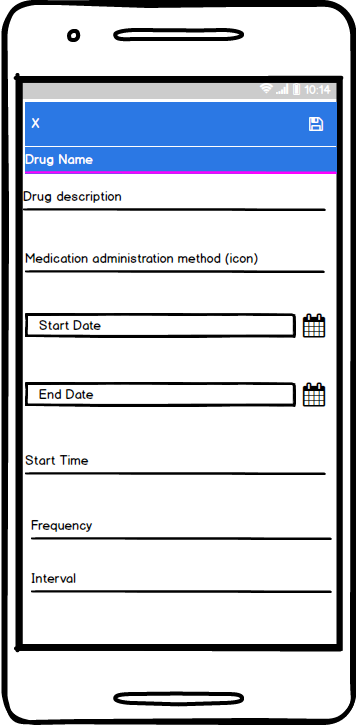 10:14
X
Drug Name
Drug description
Medication administration method (icon)
Start Date
End Date
Start Time
Frequency
Interval